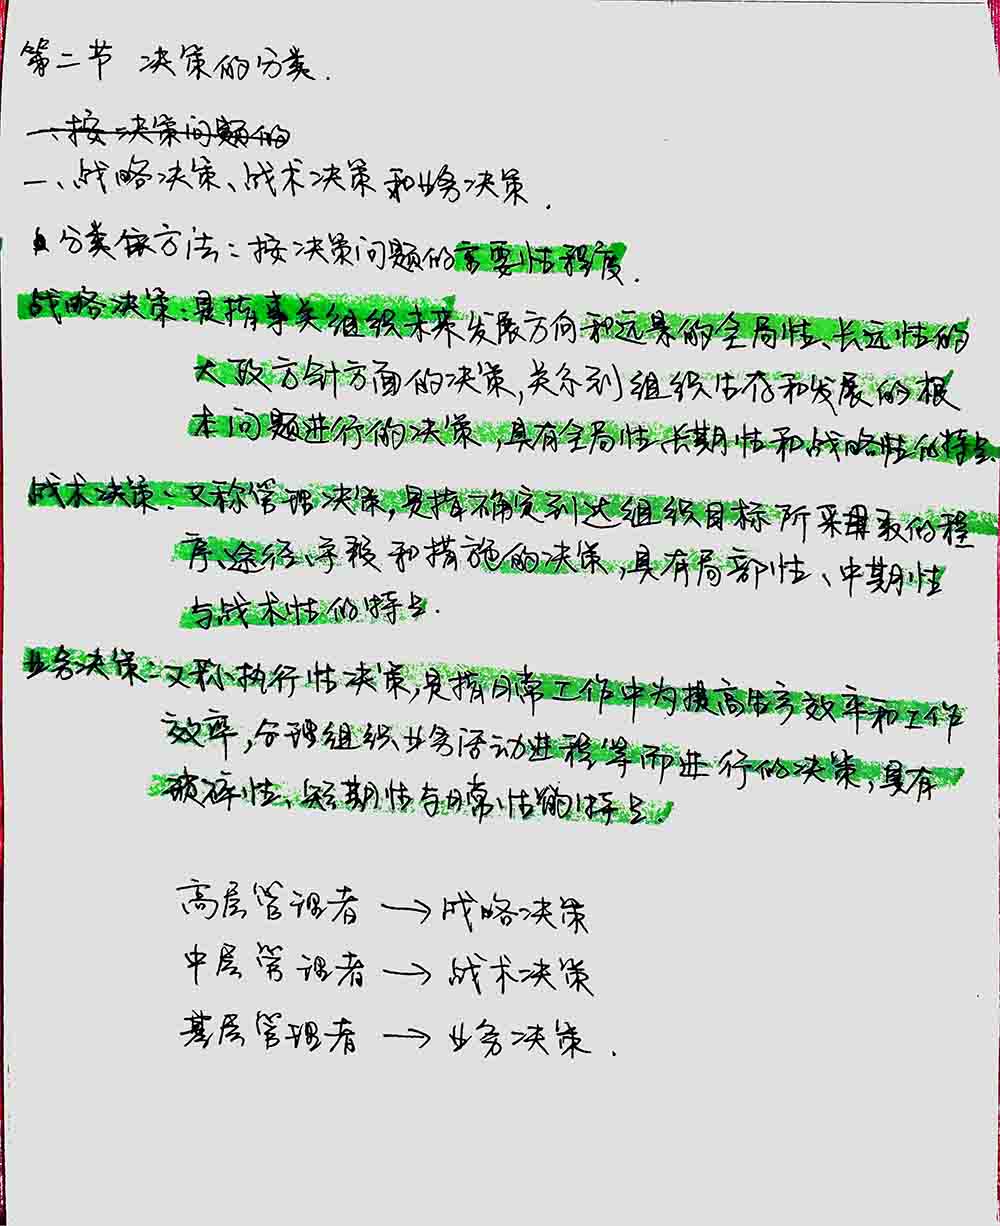 第二节 决策的分类.
一、按决策问题的
一、战略决策、战术决策和业务决策.
分类方法:按决策问题的重要性程度.
战略决策:是指事关组织未来发展方向和远景的全局性、长远性的
大政方针方面的决策,关系到组织生存和发展的根
本问题进行的决策,具有全局性、长期性和战略性的特点.
战术决策:又称管理决策,是指确定到达组织目标所采取的程
序、途径、手段和措施的决策,具有局部性、中期性
与战术性的特点.
业务决策:又称执行性决策,是指日常工作中为提高生产效率和工作
效率,合理组织业务活动进程等而进行的决策,具有
琐碎性、短期性与日常性的特点.
高层管理者 → 战略决策
中层管理者 → 战术决策
基层管理者 → 业务决策.